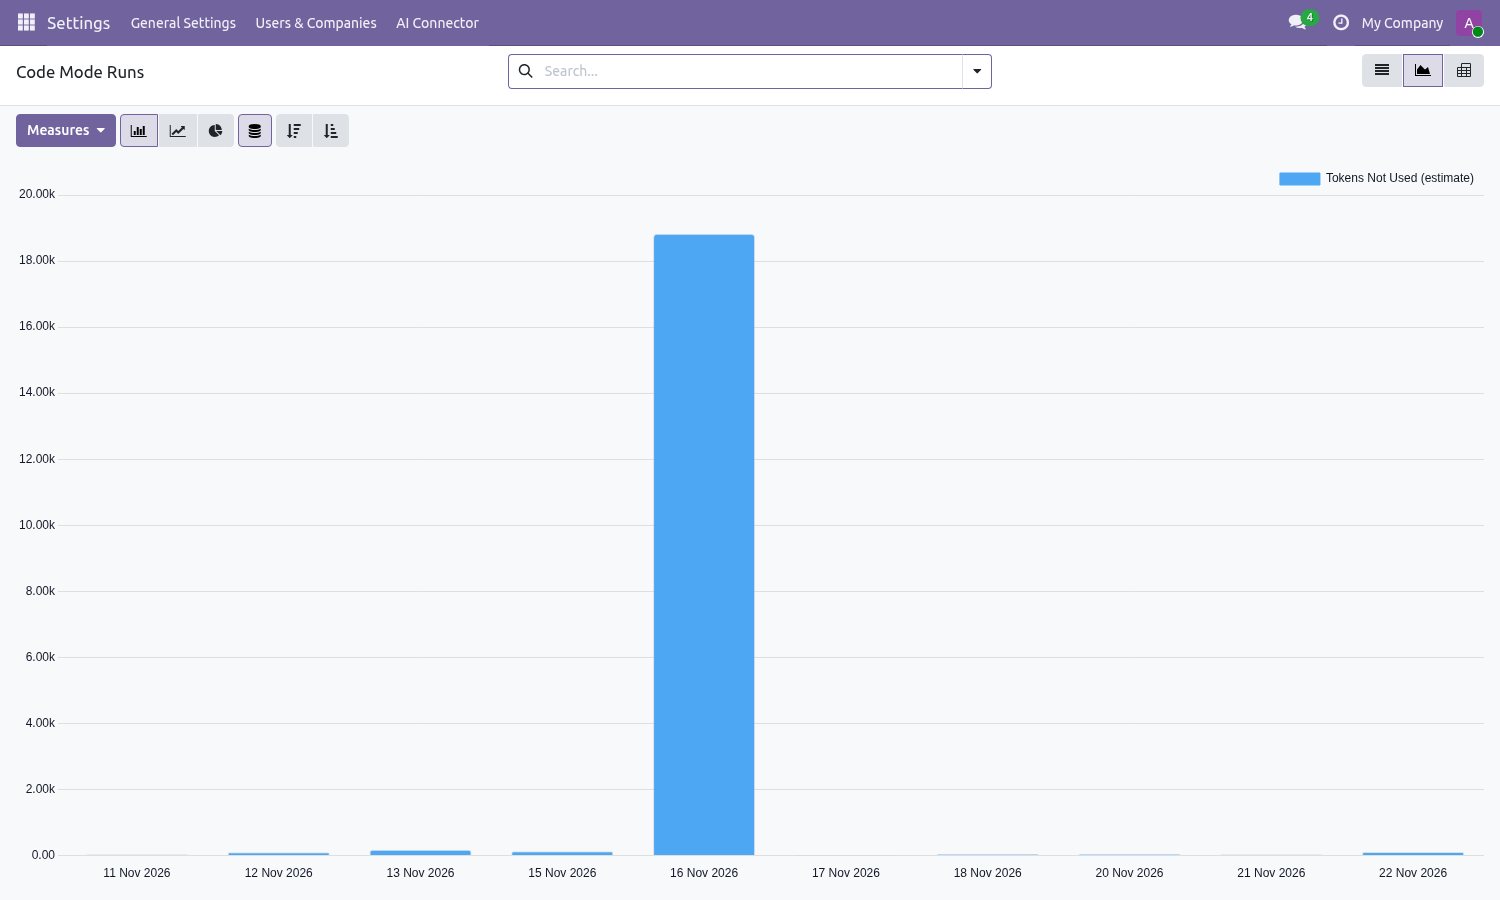 Settings General Settings Users & Companies AI Connector 4 My Company A
Code Mode Runs Search...
Measures
Tokens Not Used (estimate)
20.00k
18.00k
16.00k
14.00k
12.00k
10.00k
8.00k
6.00k
4.00k
2.00k
0.00
11 Nov 2026 12 Nov 2026 13 Nov 2026 15 Nov 2026 16 Nov 2026 17 Nov 2026 18 Nov 2026 20 Nov 2026 21 Nov 2026 22 Nov 2026